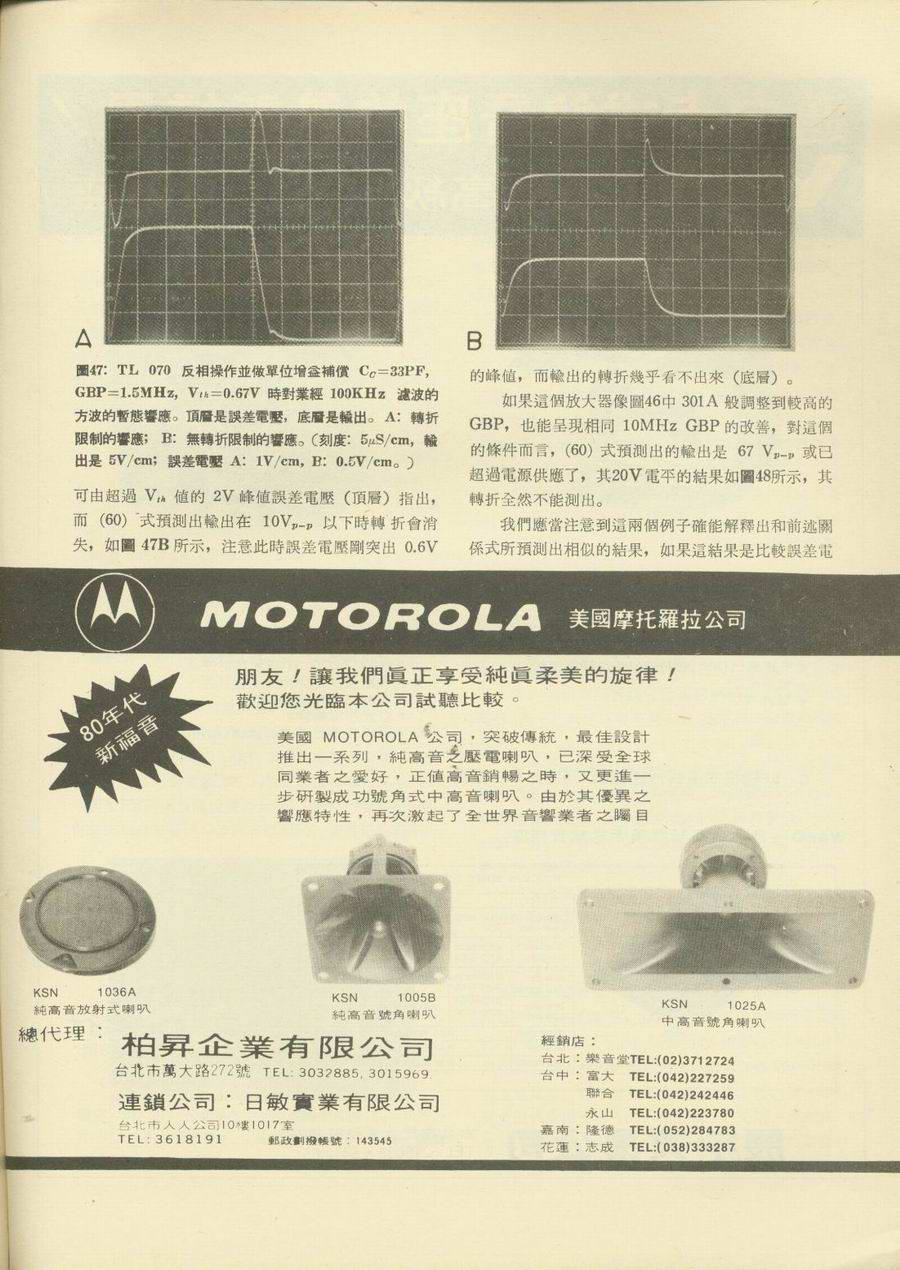 A
B
圖47: TL 070 反相操作並做單位增益補償 Cc=33PF,
GBP=1.5MHz, Vth=0.67V 時對業經 100KHz 濾波的
方波的暫態響應。頂層是誤差電壓，底層是輸出。A: 轉折
限制的響應; B: 無轉折限制的響應。(刻度: 5μS/cm, 輸
出是 5V/cm; 誤差電壓 A: 1V/cm, B: 0.5V/cm。)
可由超過 Vth 值的 2V 峰值誤差電壓（頂層）指出，
而 (60) 式預測出輸出在 10Vp-p 以下時轉折會消
失，如圖 47B 所示，注意此時誤差電壓剛突出 0.6V
的峰値，而輸出的轉折幾乎看不出來（底層）。
如果這個放大器像圖46中 301A 般調整到較高的
GBP，也能呈現相同 10MHz GBP 的改善，對這個
的條件而言，(60) 式預測出的輸出是 67 Vp-p 或已
超過電源供應了，其20V電平的結果如圖48所示，其
轉折全然不能測出。
我們應當注意到這兩個例子確能解釋出和前述關
係式所預測出相似的結果，如果這結果是比較誤差電
MOTOROLA 美國摩托羅拉公司
80年代
新福音
朋友！讓我們眞正享受純眞柔美的旋律！
歡迎您光臨本公司試聽比較。
美國 MOTOROLA 公司，突破傳統，最佳設計
推出一系列，純高音之壓電喇叭，已深受全球
同業者之愛好，正值高音銷暢之時，又更進一
步研製成功號角式中高音喇叭。由於其優異之
響應特性，再次激起了全世界音響業者之矚目
KSN 1036A
純高音放射式喇叭
KSN 1005B
純高音號角喇叭
KSN 1025A
中高音號角喇叭
總代理：
柏昇企業有限公司
台北市萬大路272號 TEL: 3032885, 3015969.
連鎖公司：日敏實業有限公司
台北市人人公司10樓1017室
TEL: 3618191 郵政劃撥帳號：143545
經銷店：
台北：樂音堂TEL:(02)3712724
台中：富大 TEL:(042)227259
聯合 TEL:(042)242446
永山 TEL:(042)223780
嘉南：隆德 TEL:(052)284783
花蓮：志成 TEL:(038)333287